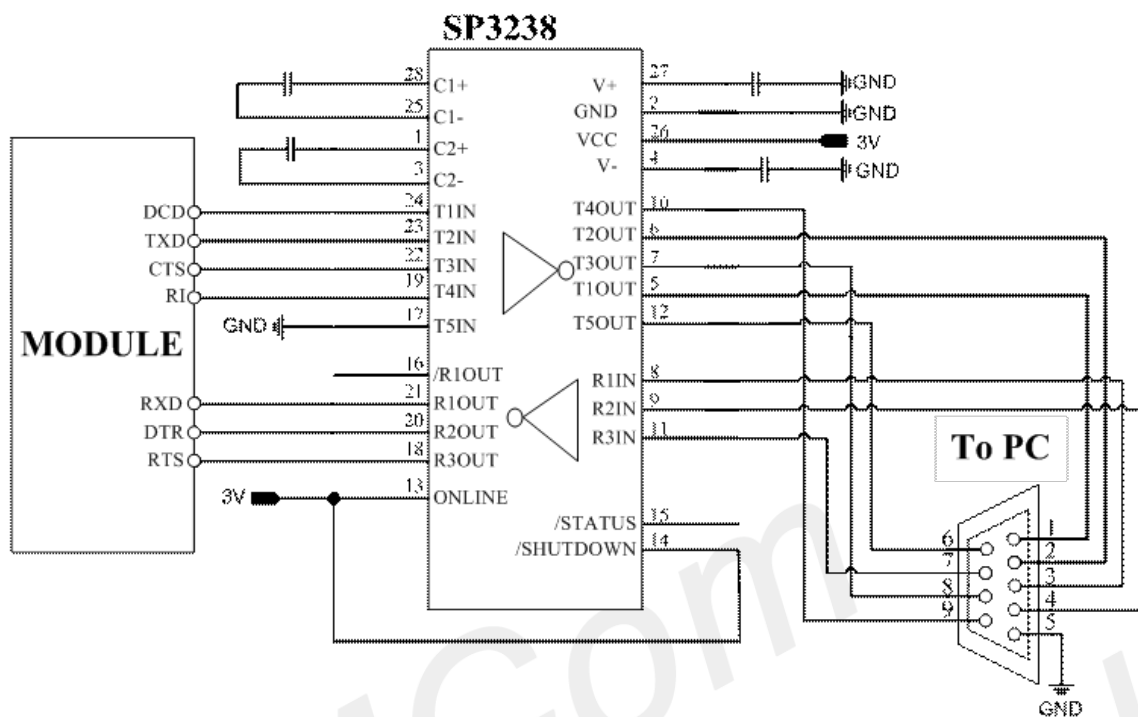 SP3238
28 C1+ V+ 27 GND
25 C1- GND 2 GND
1 C2+ VCC 26 3V
3 C2- V- 4 GND
DCD 24 T1IN T4OUT 10
TXD 23 T2IN T2OUT 6
CTS 22 T3IN T3OUT 7
RI 19 T4IN T1OUT 5
GND 17 T5IN T5OUT 12
MODULE
16 /R1OUT R1IN 8
RXD 21 R1OUT R2IN 9
DTR 20 R2OUT R3IN 11
RTS 18 R3OUT
To PC
3V 13 ONLINE
/STATUS 15
/SHUTDOWN 14
6 1
7 2
8 3
9 4
5
GND
Com